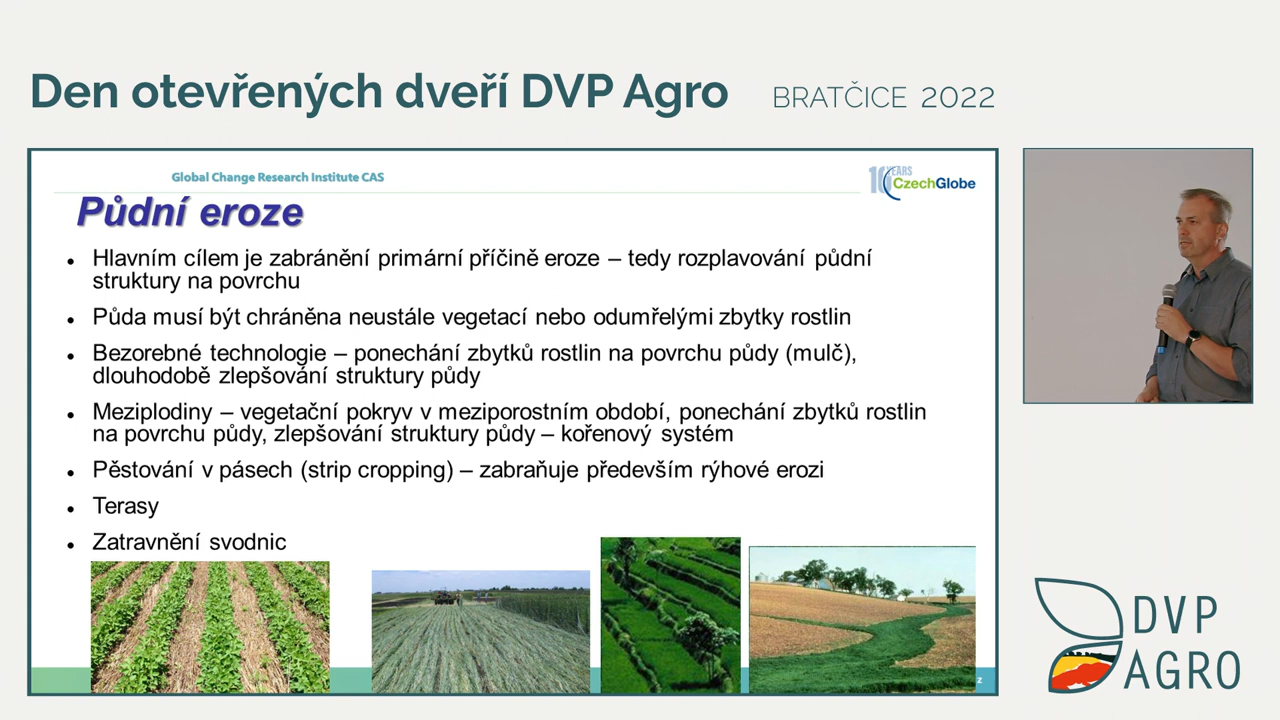 Den otevřených dveří DVP Agro BRATČICE 2022
Global Change Research Institute CAS
10 YEARS
CzechGlobe
Půdní eroze
Hlavním cílem je zabránění primární příčině eroze – tedy rozplavování půdní
struktury na povrchu
Půda musí být chráněna neustále vegetací nebo odumřelými zbytky rostlin
Bezorebné technologie – ponechání zbytků rostlin na povrchu půdy (mulč),
dlouhodobě zlepšování struktury půdy
Meziplodiny – vegetační pokryv v meziporostním období, ponechání zbytků rostlin
na povrchu půdy, zlepšování struktury půdy – kořenový systém
Pěstování v pásech (strip cropping) – zabraňuje především rýhové erozi
Terasy
Zatravnění svodnic
z
DVP
AGRO